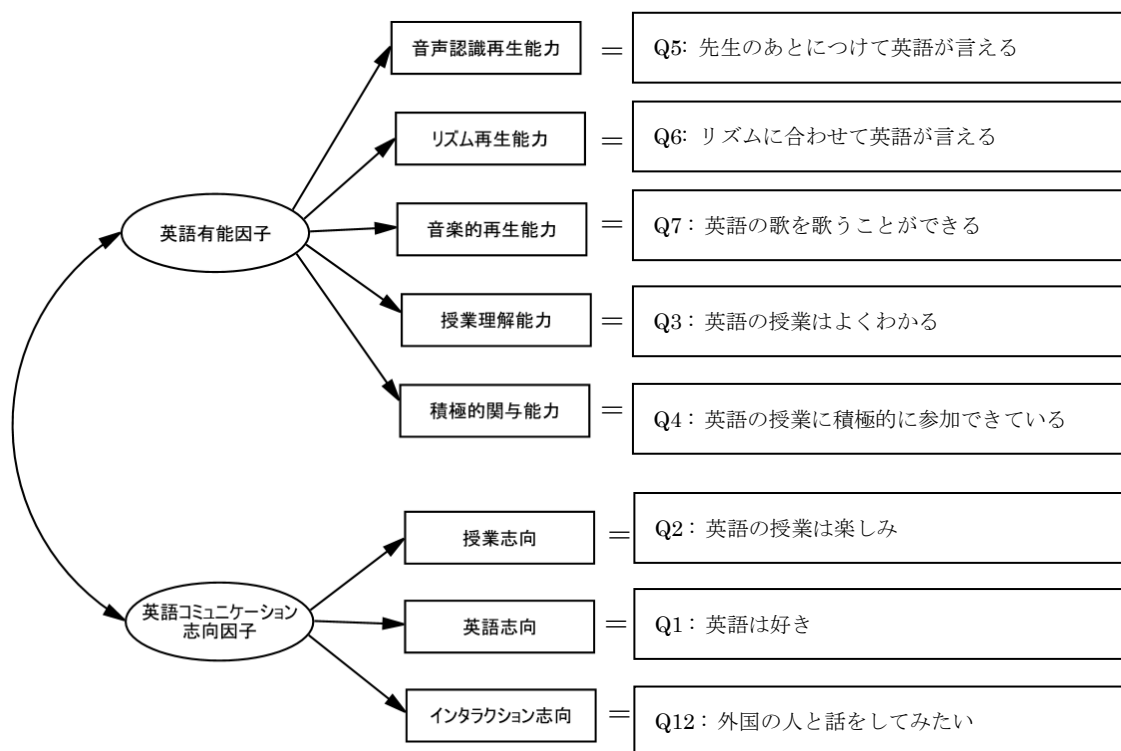 音声認識再生能力 = Q5: 先生のあとにつけて英語が言える
リズム再生能力 = Q6: リズムに合わせて英語が言える
英語有能因子
音楽的再生能力 = Q7：英語の歌を歌うことができる
授業理解能力 = Q3：英語の授業はよくわかる
積極的関与能力 = Q4：英語の授業に積極的に参加できている
授業志向 = Q2：英語の授業は楽しみ
英語コミュニケーション
志向因子
英語志向 = Q1：英語は好き
インタラクション志向 = Q12：外国の人と話をしてみたい